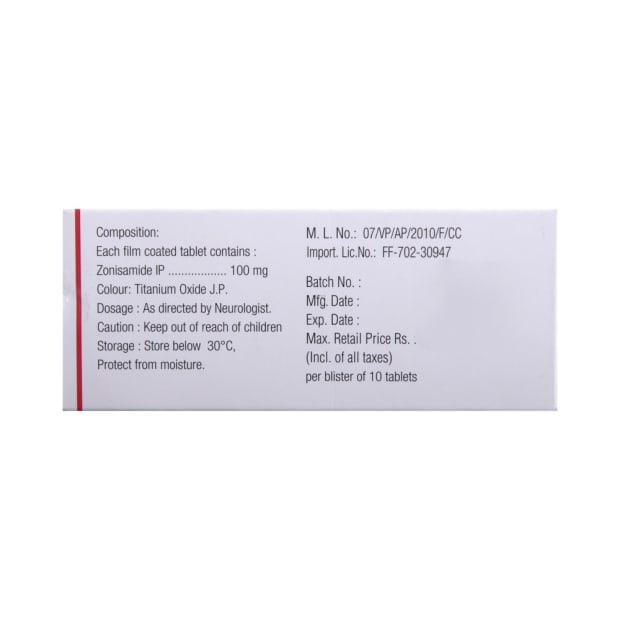 Composition:
Each film coated tablet contains :
Zonisamide IP .................. 100 mg
Colour: Titanium Oxide J.P.
Dosage : As directed by Neurologist.
Caution : Keep out of reach of children
Storage : Store below 30°C,
Protect from moisture.
M. L. No.: 07/VP/AP/2010/F/CC
Import. Lic.No.: FF-702-30947
Batch No. :
Mfg. Date :
Exp. Date :
Max. Retail Price Rs. .
(Incl. of all taxes)
per blister of 10 tablets